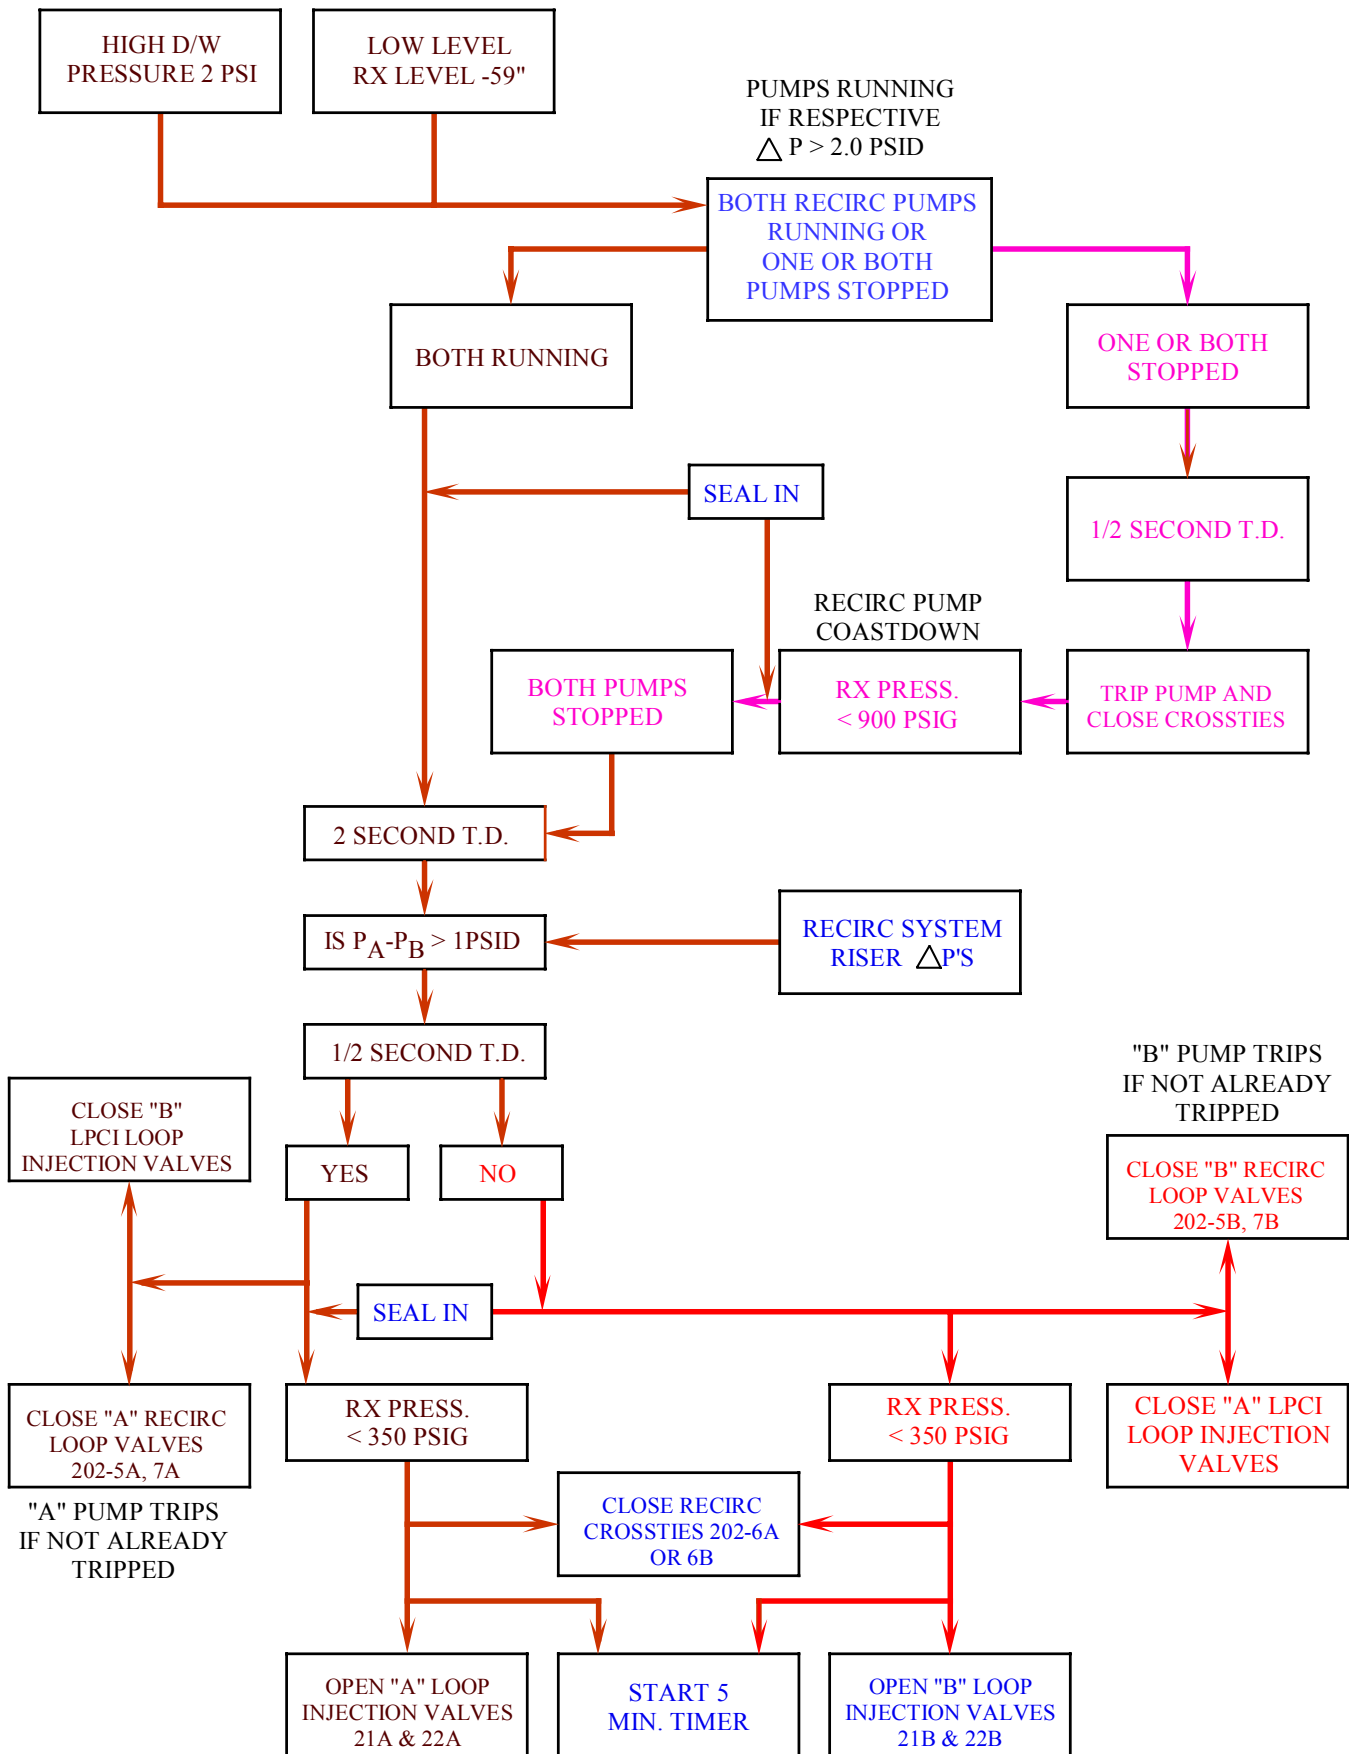 HIGH D/W
PRESSURE 2 PSI
LOW LEVEL
RX LEVEL -59"
PUMPS RUNNING
IF RESPECTIVE
△ P > 2.0 PSID
BOTH RECIRC PUMPS
RUNNING OR
ONE OR BOTH
PUMPS STOPPED
BOTH RUNNING
ONE OR BOTH
STOPPED
SEAL IN
1/2 SECOND T.D.
RECIRC PUMP
COASTDOWN
BOTH PUMPS
STOPPED
RX PRESS.
< 900 PSIG
TRIP PUMP AND
CLOSE CROSSTIES
2 SECOND T.D.
IS PA-PB > 1PSID
RECIRC SYSTEM
RISER △P'S
1/2 SECOND T.D.
"B" PUMP TRIPS
IF NOT ALREADY
TRIPPED
CLOSE "B"
LPCI LOOP
INJECTION VALVES
YES
NO
CLOSE "B" RECIRC
LOOP VALVES
202-5B, 7B
SEAL IN
CLOSE "A" RECIRC
LOOP VALVES
202-5A, 7A
RX PRESS.
< 350 PSIG
RX PRESS.
< 350 PSIG
CLOSE "A" LPCI
LOOP INJECTION
VALVES
"A" PUMP TRIPS
IF NOT ALREADY
TRIPPED
CLOSE RECIRC
CROSSTIES 202-6A
OR 6B
OPEN "A" LOOP
INJECTION VALVES
21A & 22A
START 5
MIN. TIMER
OPEN "B" LOOP
INJECTION VALVES
21B & 22B